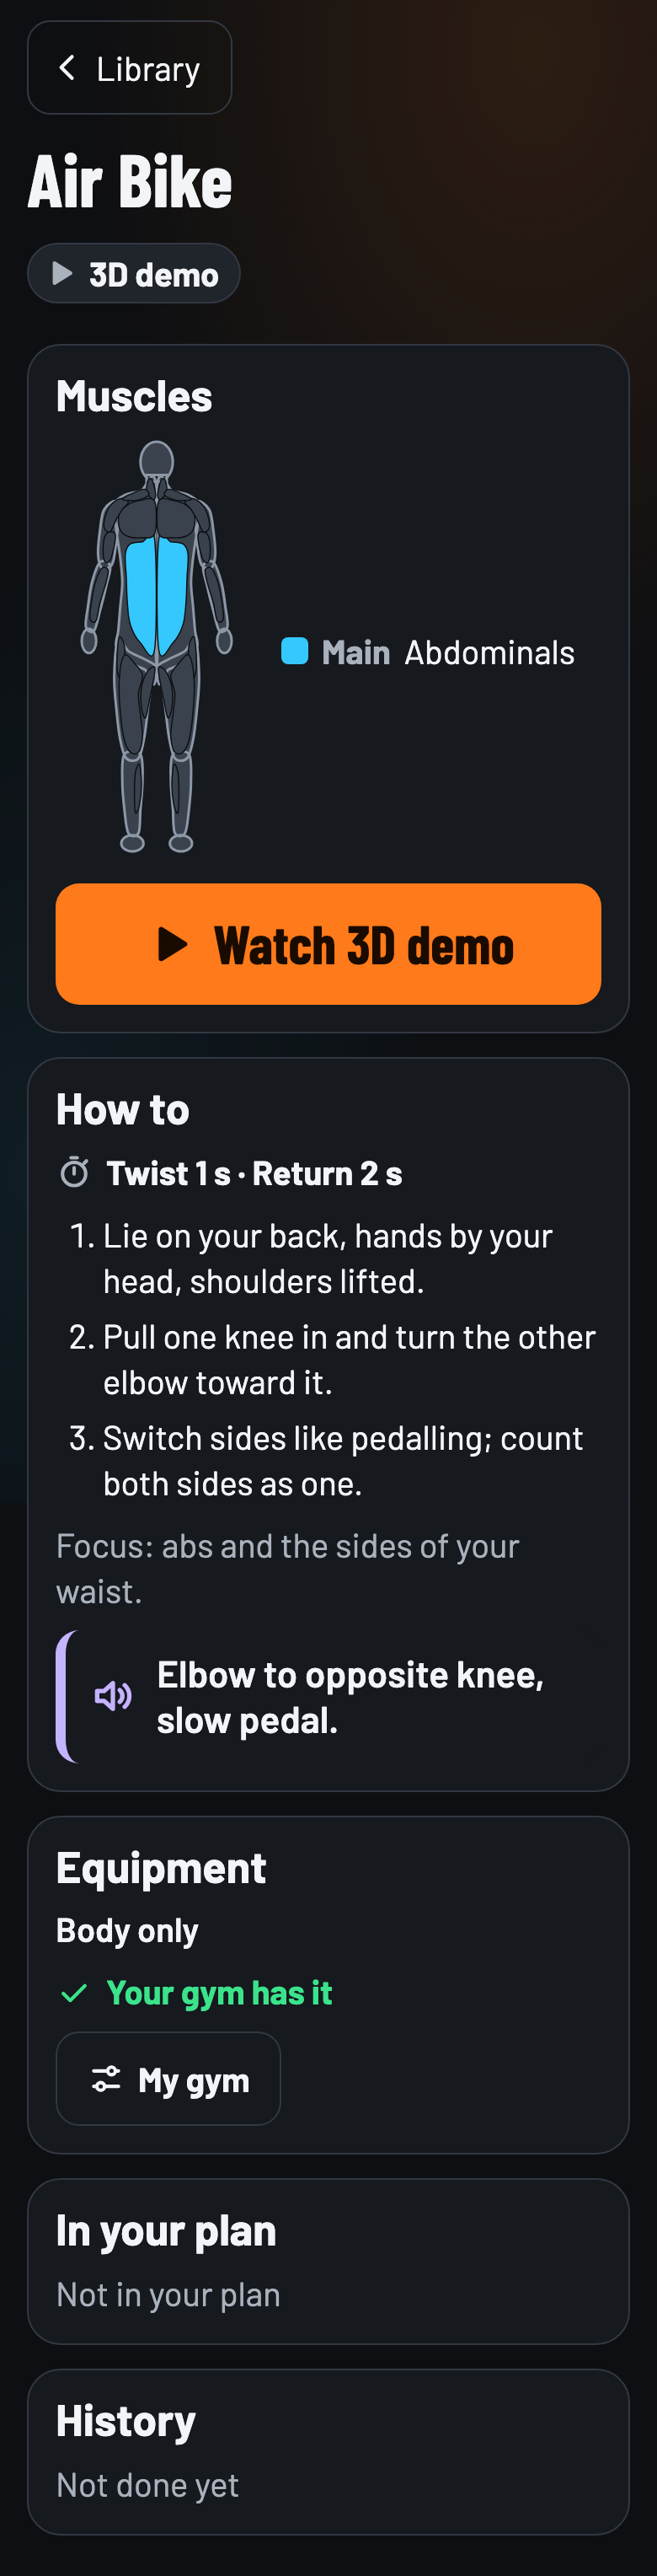 Library
Air Bike
3D demo
Muscles
Main Abdominals
Watch 3D demo
How to
Twist 1 s · Return 2 s
1. Lie on your back, hands by your
head, shoulders lifted.
2. Pull one knee in and turn the other
elbow toward it.
3. Switch sides like pedalling; count
both sides as one.
Focus: abs and the sides of your
waist.
Elbow to opposite knee,
slow pedal.
Equipment
Body only
Your gym has it
My gym
In your plan
Not in your plan
History
Not done yet